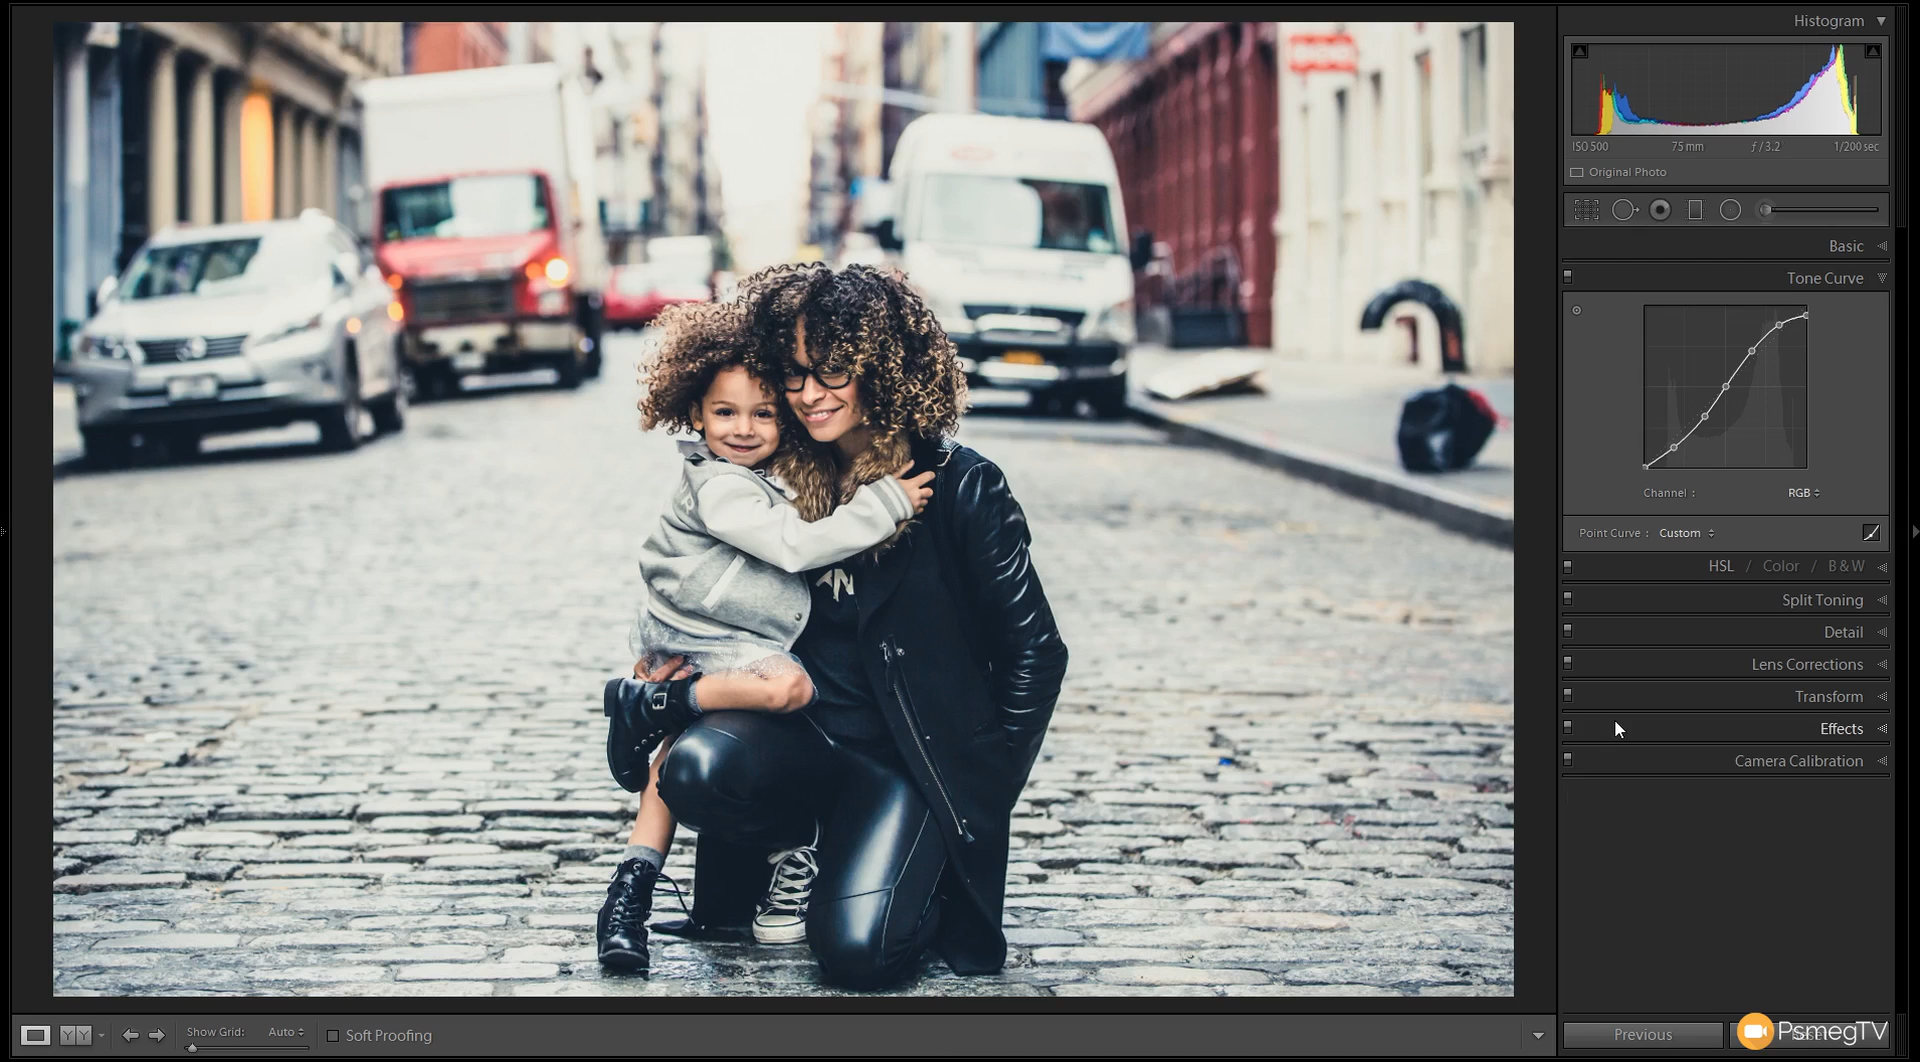 Histogram
ISO 500 75 mm ƒ / 3.2 1/200 sec
Original Photo
Basic
Tone Curve
Channel : RGB
Point Curve : Custom
HSL / Color / B & W
Split Toning
Detail
Lens Corrections
Transform
Effects
Camera Calibration
YY Show Grid: Auto Soft Proofing
Previous
PsmegTV